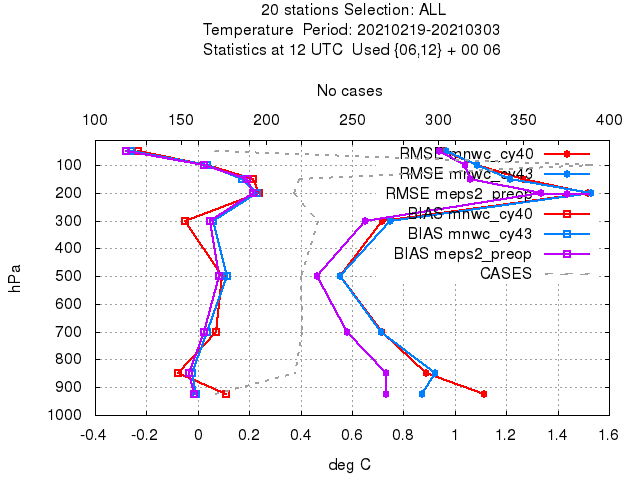 20 stations Selection: ALL
Temperature  Period: 20210219-20210303
Statistics at 12 UTC  Used {06,12} + 00 06
No cases
100 150 200 250 300 350 400
RMSE mnwc_cy40
RMSE mnwc_cy43
RMSE meps2_preop
BIAS mnwc_cy40
BIAS mnwc_cy43
BIAS meps2_preop
CASES
100
200
300
400
500
600
700
800
900
1000
hPa
-0.4 -0.2 0 0.2 0.4 0.6 0.8 1 1.2 1.4 1.6
deg C